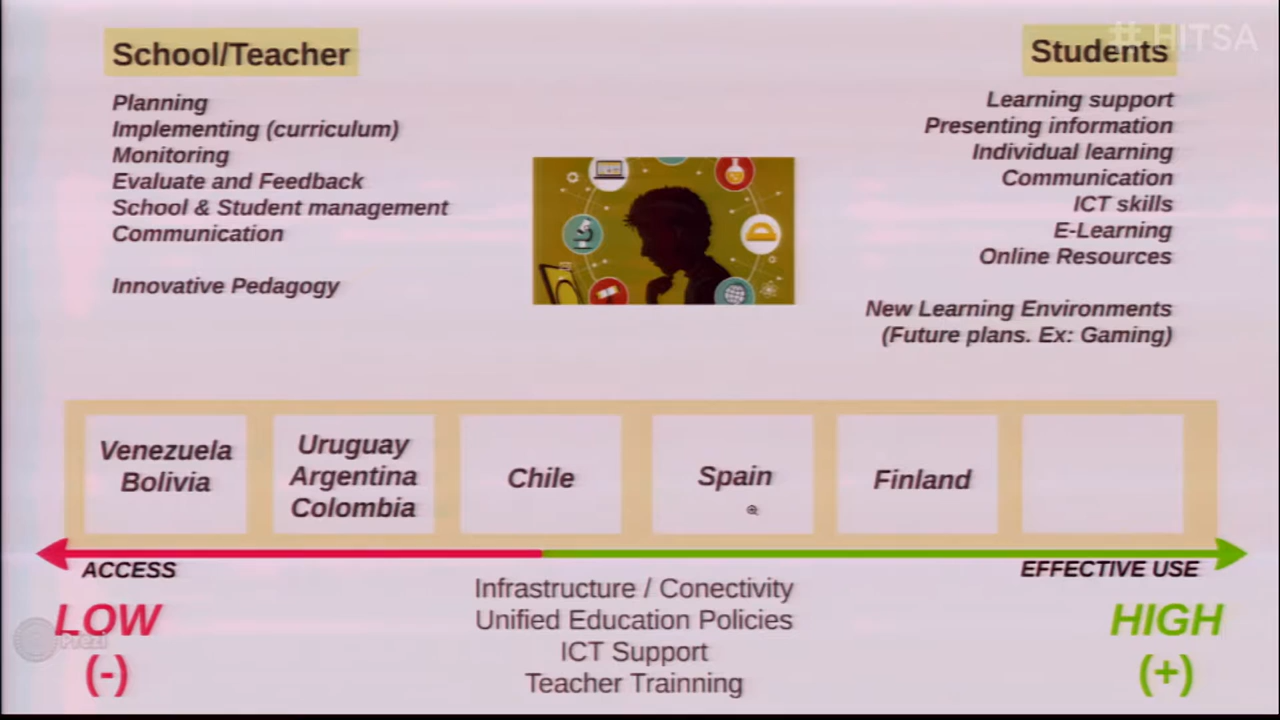 School/Teacher
Planning
Implementing (curriculum)
Monitoring
Evaluate and Feedback
School & Student management
Communication
Innovative Pedagogy
# HITSA
Students
Learning support
Presenting information
Individual learning
Communication
ICT skills
E-Learning
Online Resources
New Learning Environments
(Future plans. Ex: Gaming)
Venezuela
Bolivia
Uruguay
Argentina
Colombia
Chile
Spain
Finland
ACCESS
EFFECTIVE USE
LOW
(-)
Prezi
Infrastructure / Conectivity
Unified Education Policies
ICT Support
Teacher Trainning
HIGH
(+)